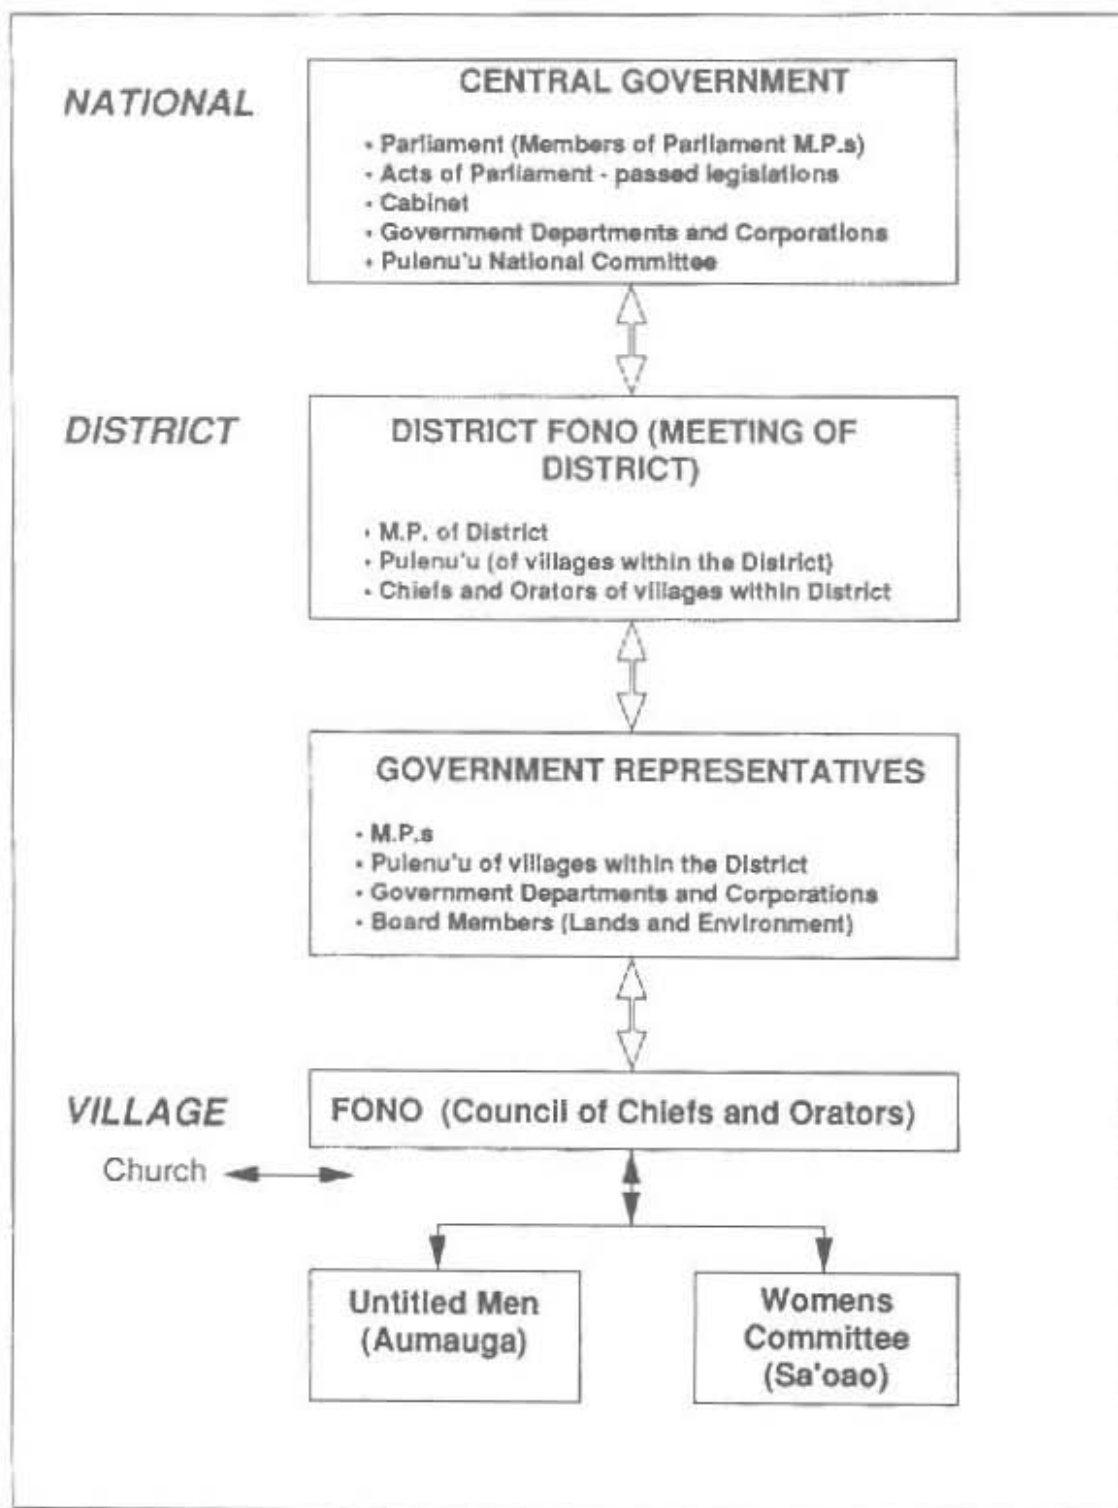 NATIONAL
CENTRAL GOVERNMENT
• Parliament (Members of Parliament M.P.s)
• Acts of Parliament - passed legislations
• Cabinet
• Government Departments and Corporations
• Pulenu'u National Committee
DISTRICT
DISTRICT FONO (MEETING OF
DISTRICT)
• M.P. of District
• Pulenu'u (of villages within the District)
• Chiefs and Orators of villages within District
GOVERNMENT REPRESENTATIVES
• M.P.s
• Pulenu'u of villages within the District
• Government Departments and Corporations
• Board Members (Lands and Environment)
VILLAGE
FONO (Council of Chiefs and Orators)
Church
Untitled Men
(Aumauga)
Womens
Committee
(Sa'oao)